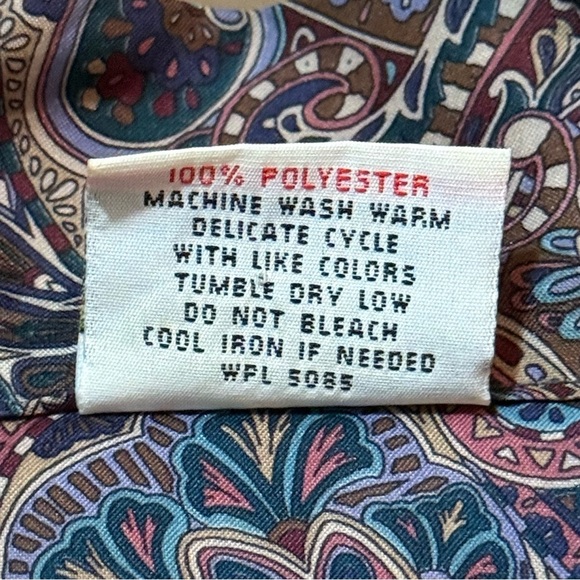 100% POLYESTER
MACHINE WASH WARM
DELICATE CYCLE
WITH LIKE COLORS
TUMBLE DRY LOW
DO NOT BLEACH
COOL IRON IF NEEDED
WPL 5085